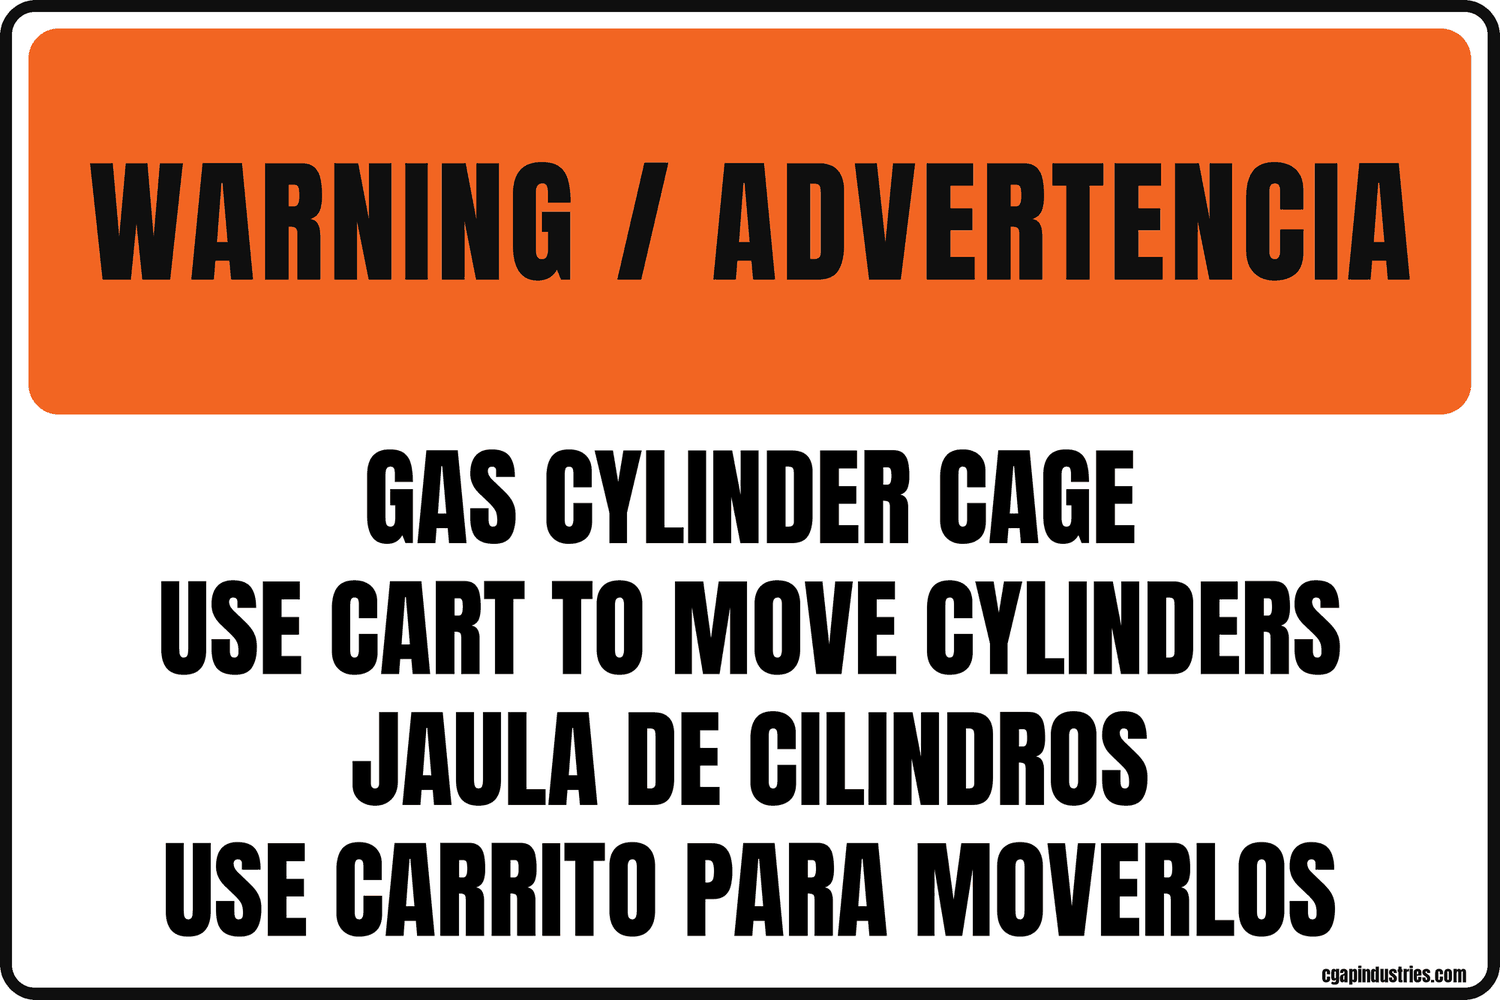 WARNING / ADVERTENCIA
GAS CYLINDER CAGE
USE CART TO MOVE CYLINDERS
JAULA DE CILINDROS
USE CARRITO PARA MOVERLOS
cgapindustries.com